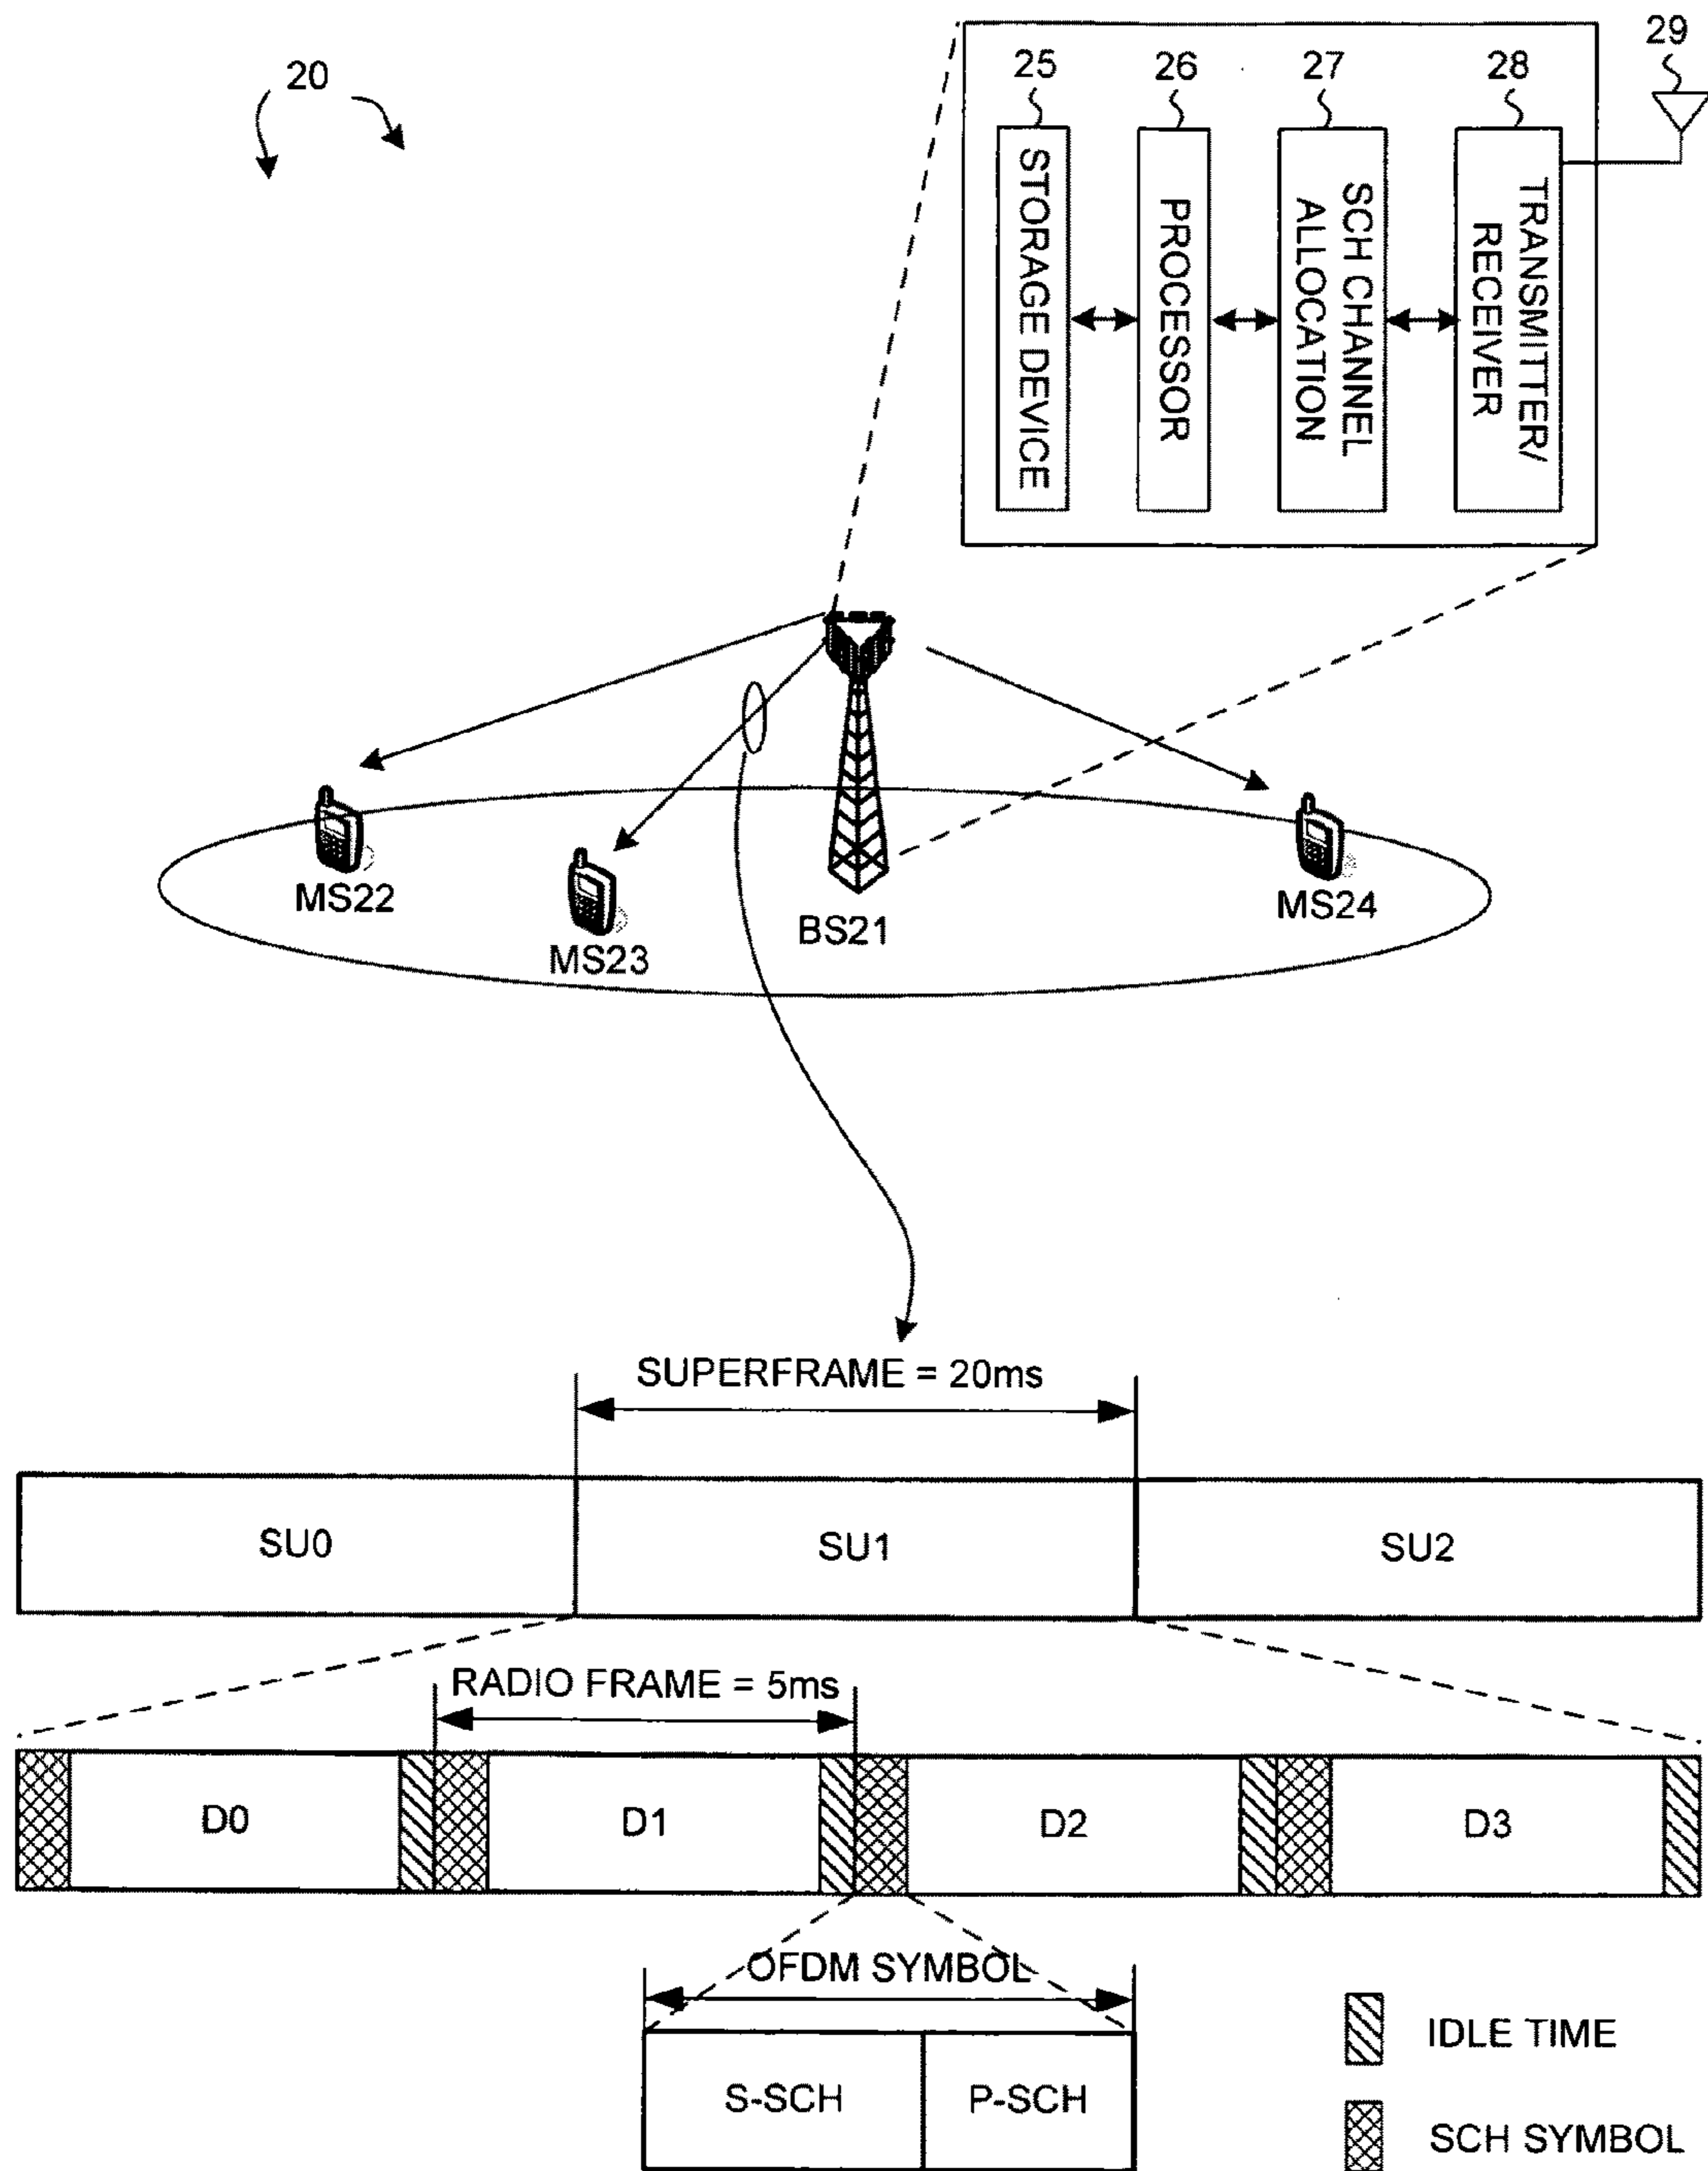 20
29
25
26
27
28
STORAGE DEVICE
PROCESSOR
SCH CHANNEL
ALLOCATION
TRANSMITTER/
RECEIVER
MS22
MS23
BS21
MS24
SUPERFRAME = 20ms
SU0
SU1
SU2
RADIO FRAME = 5ms
D0
D1
D2
D3
OFDM SYMBOL
S-SCH
P-SCH
IDLE TIME
SCH SYMBOL